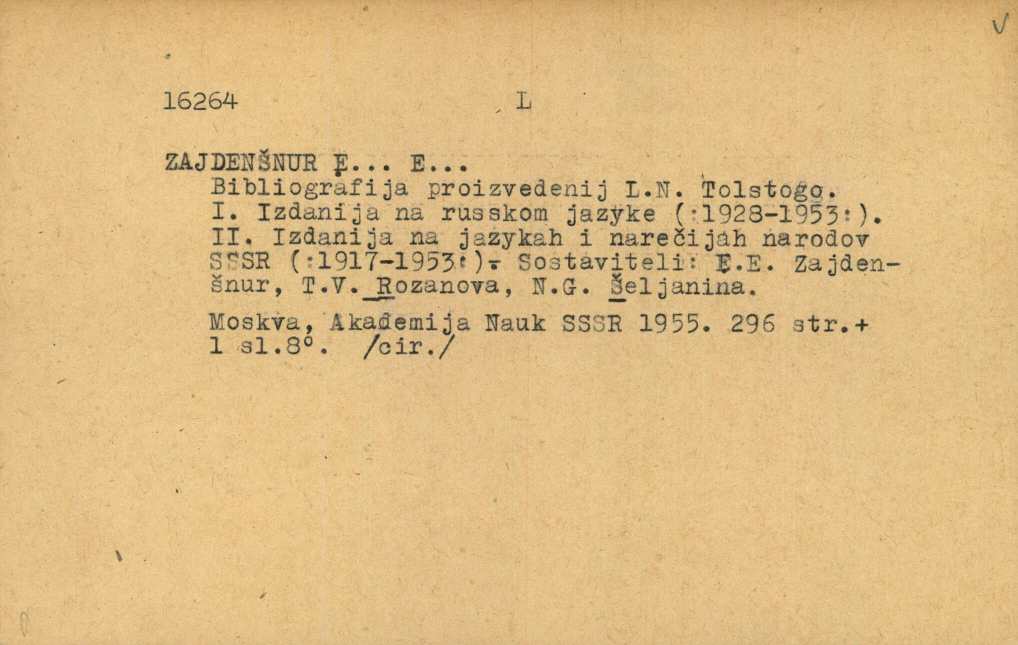 16264 L
ZAJDENŠNUR E... E...
Bibliografija proizvedenij L.N. Tolstogo.
I. Izdanija na russkom jazyke (:1928-1953:).
II. Izdanija na jazykah i narečijah narodov
SSSR (:1917-1953:)- Sostaviteli: E.E. Zajden-
šnur, T.V. Rozanova, N.G. Šeljanina.
Moskva, Akademija Nauk SSSR 1955. 296 str.+
1 sl.8°. /cir./